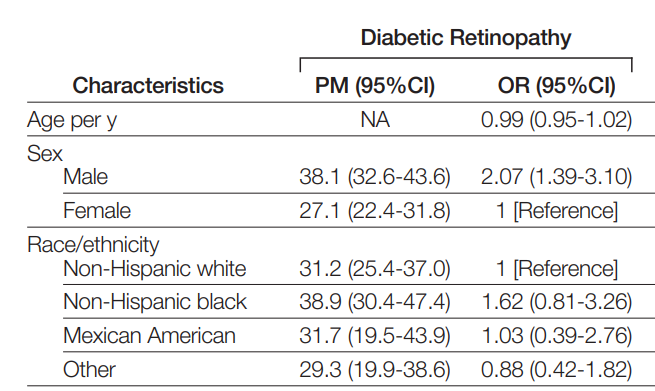 Diabetic Retinopathy
Characteristics PM (95%CI) OR (95%CI)
Age per y NA 0.99 (0.95-1.02)
Sex
Male 38.1 (32.6-43.6) 2.07 (1.39-3.10)
Female 27.1 (22.4-31.8) 1 [Reference]
Race/ethnicity
Non-Hispanic white 31.2 (25.4-37.0) 1 [Reference]
Non-Hispanic black 38.9 (30.4-47.4) 1.62 (0.81-3.26)
Mexican American 31.7 (19.5-43.9) 1.03 (0.39-2.76)
Other 29.3 (19.9-38.6) 0.88 (0.42-1.82)